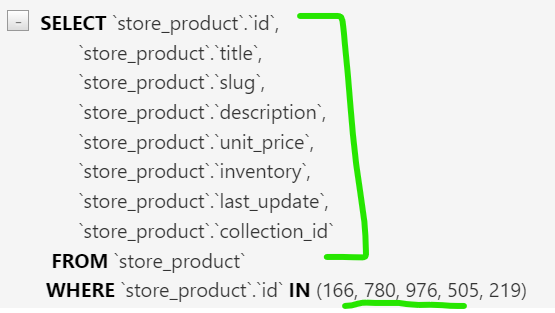 SELECT `store_product`.`id`,
`store_product`.`title`,
`store_product`.`slug`,
`store_product`.`description`,
`store_product`.`unit_price`,
`store_product`.`inventory`,
`store_product`.`last_update`,
`store_product`.`collection_id`
FROM `store_product`
WHERE `store_product`.`id` IN (166, 780, 976, 505, 219)